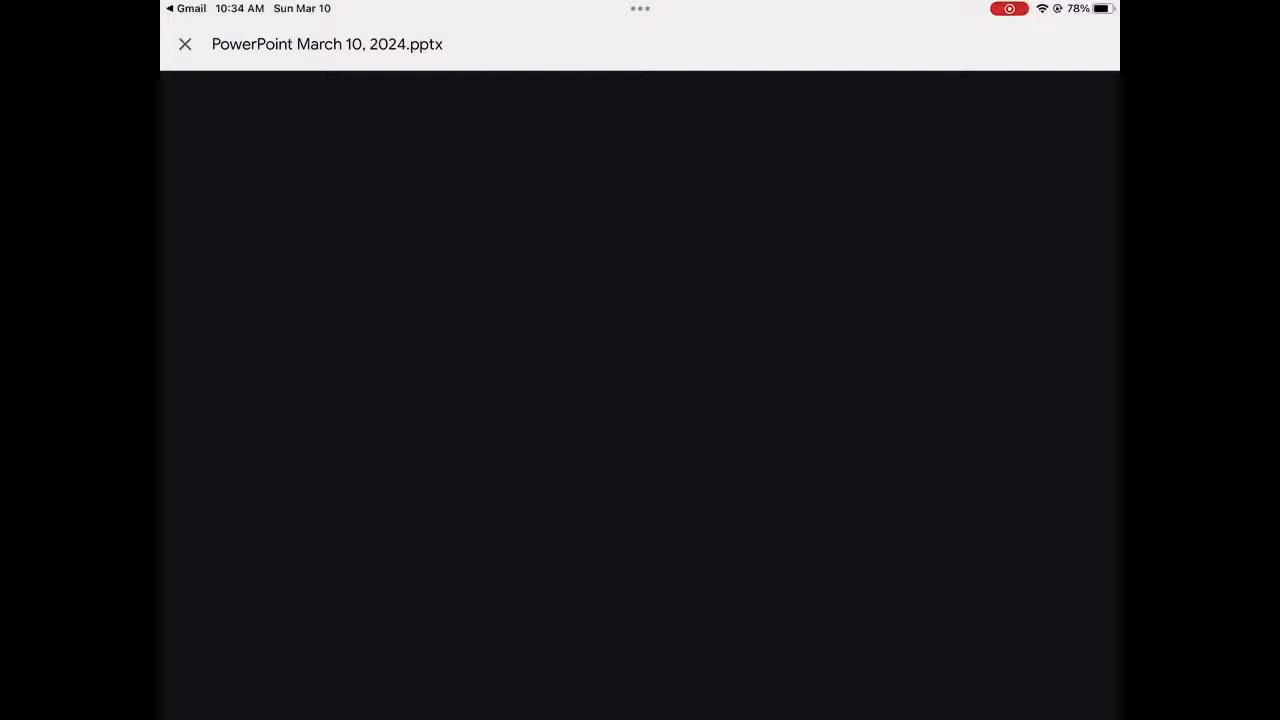 ◀ Gmail 10:34 AM Sun Mar 10 78%
PowerPoint March 10, 2024.pptx